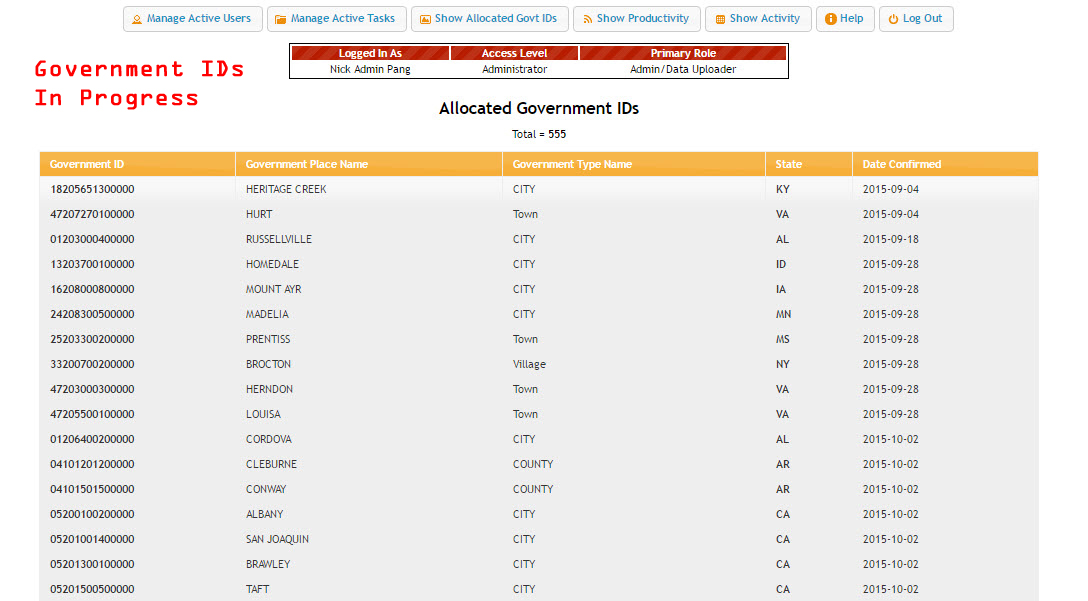 Manage Active Users Manage Active Tasks Show Allocated Govt IDs Show Productivity Show Activity Help Log Out
Government IDs
In Progress
Logged In As Access Level Primary Role
Nick Admin Pang Administrator Admin/Data Uploader
Allocated Government IDs
Total = 555
Government ID Government Place Name Government Type Name State Date Confirmed
18205651300000 HERITAGE CREEK CITY KY 2015-09-04
47207270100000 HURT Town VA 2015-09-04
01203000400000 RUSSELLVILLE CITY AL 2015-09-18
13203700100000 HOMEDALE CITY ID 2015-09-28
16208000800000 MOUNT AYR CITY IA 2015-09-28
24208300500000 MADELIA CITY MN 2015-09-28
25203300200000 PRENTISS Town MS 2015-09-28
33200700200000 BROCTON Village NY 2015-09-28
47203000300000 HERNDON Town VA 2015-09-28
47205500100000 LOUISA Town VA 2015-09-28
01206400200000 CORDOVA CITY AL 2015-10-02
04101201200000 CLEBURNE COUNTY AR 2015-10-02
04101501500000 CONWAY COUNTY AR 2015-10-02
05200100200000 ALBANY CITY CA 2015-10-02
05201001400000 SAN JOAQUIN CITY CA 2015-10-02
05201300100000 BRAWLEY CITY CA 2015-10-02
05201500500000 TAFT CITY CA 2015-10-02